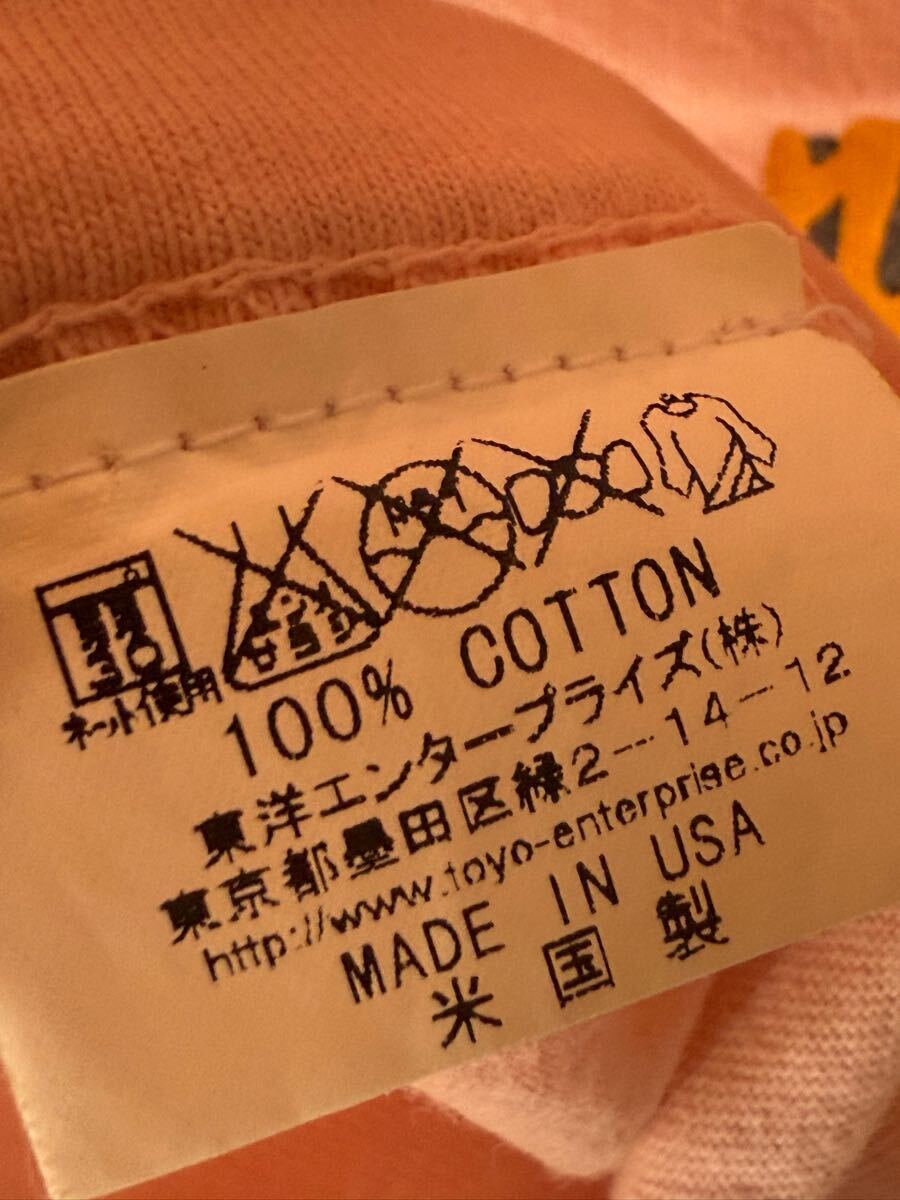 ネット使用
100% COTTON
東洋エンタープライズ(株)
東京都墨田区緑2-14-12
http://www.toyo-enterprise.co.jp
MADE IN USA
米国製